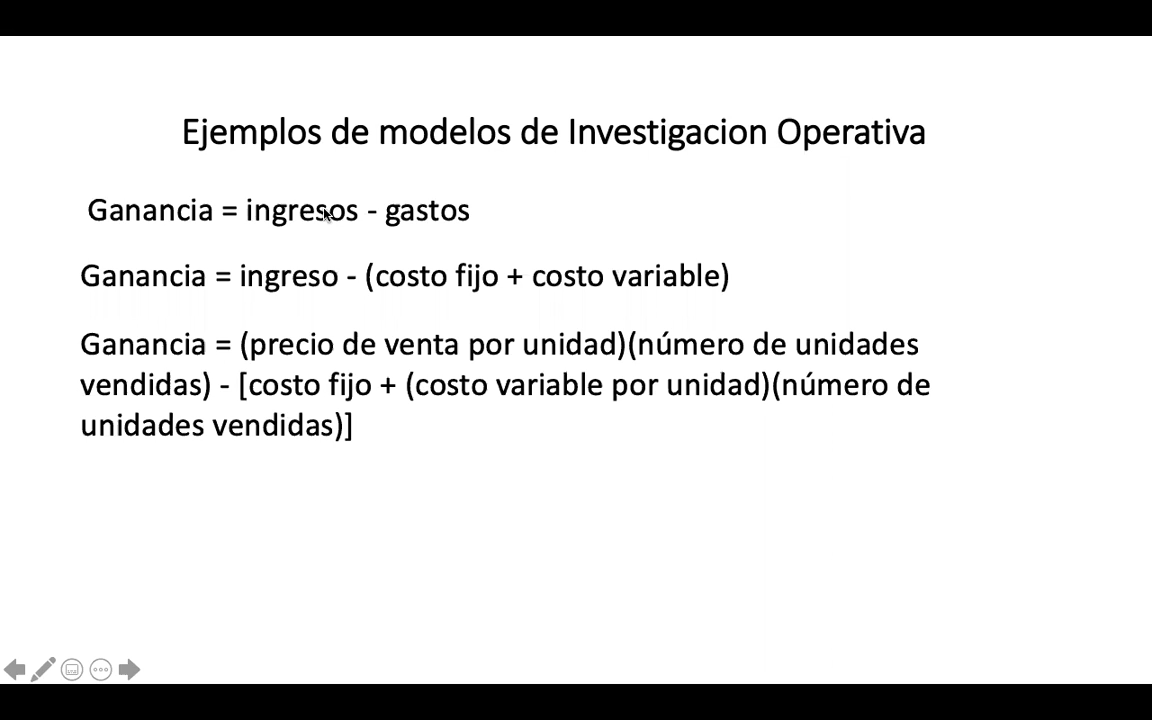 Ejemplos de modelos de Investigacion Operativa
Ganancia = ingresos - gastos
Ganancia = ingreso - (costo fijo + costo variable)
Ganancia = (precio de venta por unidad)(número de unidades
vendidas) - [costo fijo + (costo variable por unidad)(número de
unidades vendidas)]